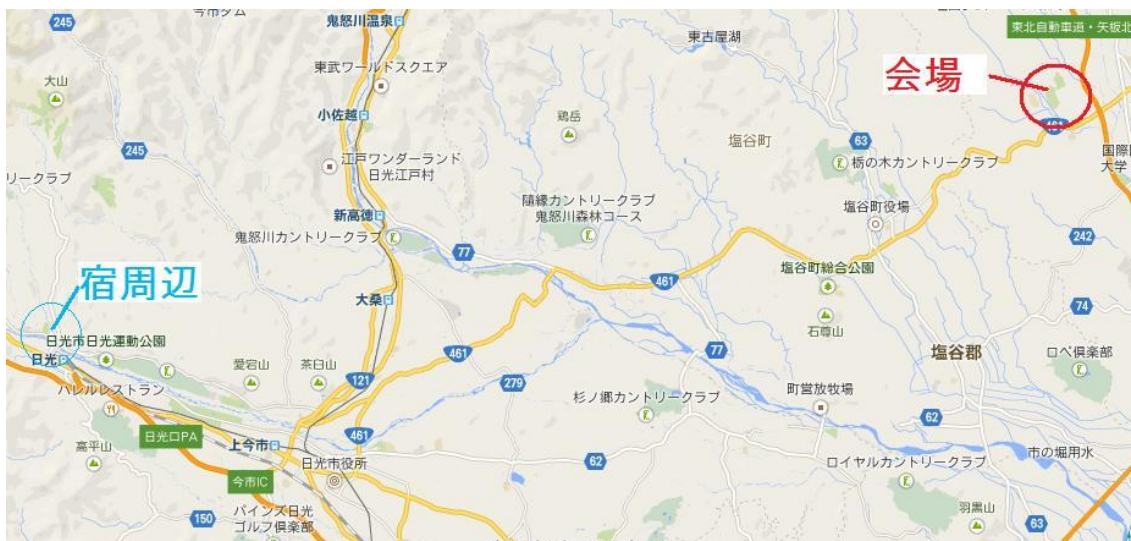 245
今市ダム
鬼怒川温泉
東古屋湖
東北自動車道・矢板北
大山
東武ワールドスクエア
会場
鶏岳
小佐越
塩谷町
63
461
245
栃の木カントリークラブ
国際医
大学
リークラブ
江戸ワンダーランド
日光江戸村
隨縁カントリークラブ
鬼怒川森林コース
塩谷町役場
新高徳
鬼怒川カントリークラブ
77
242
宿周辺
461
塩谷町総合公園
大桑
74
日光市日光運動公園
石尊山
日光
愛宕山
茶臼山
461
77
塩谷郡
ロペ倶楽部
121
279
杉ノ郷カントリークラブ
町営放牧場
バレルレストラン
62
日光口PA
上今市
461
高平山
日光市役所
62
ロイヤルカントリークラブ
市の堀用水
今市IC
150
パインズ日光
ゴルフ倶楽部
羽黒山
63